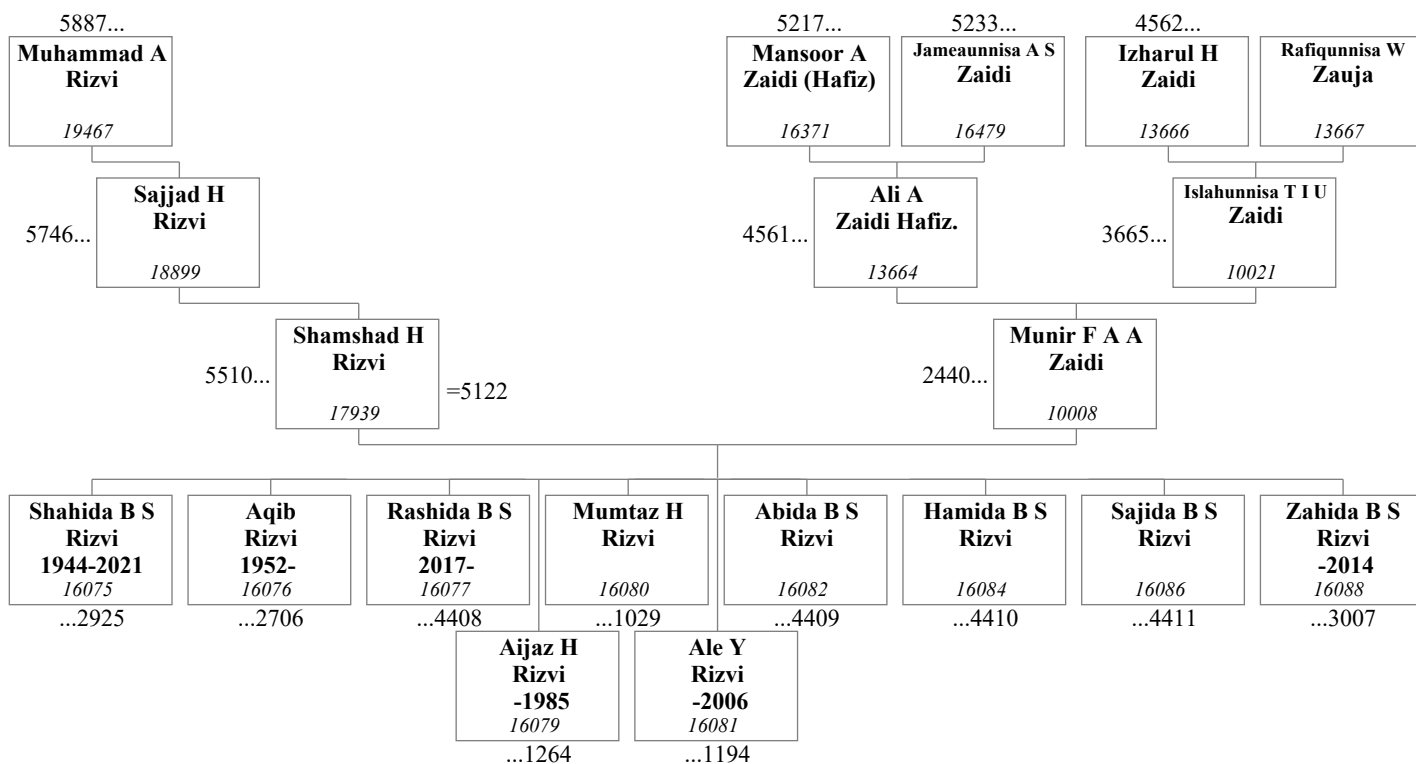 5887...
5217...
5233...
4562...
Muhammad A
Rizvi
19467
Mansoor A
Zaidi (Hafiz)
16371
Jameaunnisa A S
Zaidi
16479
Izharul H
Zaidi
13666
Rafiqunnisa W
Zauja
13667
5746...
Sajjad H
Rizvi
18899
4561...
Ali A
Zaidi Hafiz.
13664
3665...
Islahunnisa T I U
Zaidi
10021
5510...
Shamshad H
Rizvi
17939
=5122
2440...
Munir F A A
Zaidi
10008
Shahida B S
Rizvi
1944-2021
16075
...2925
Aqib
Rizvi
1952-
16076
...2706
Rashida B S
Rizvi
2017-
16077
...4408
Mumtaz H
Rizvi
16080
...1029
Abida B S
Rizvi
16082
...4409
Hamida B S
Rizvi
16084
...4410
Sajida B S
Rizvi
16086
...4411
Zahida B S
Rizvi
-2014
16088
...3007
Aijaz H
Rizvi
-1985
16079
...1264
Ale Y
Rizvi
-2006
16081
...1194